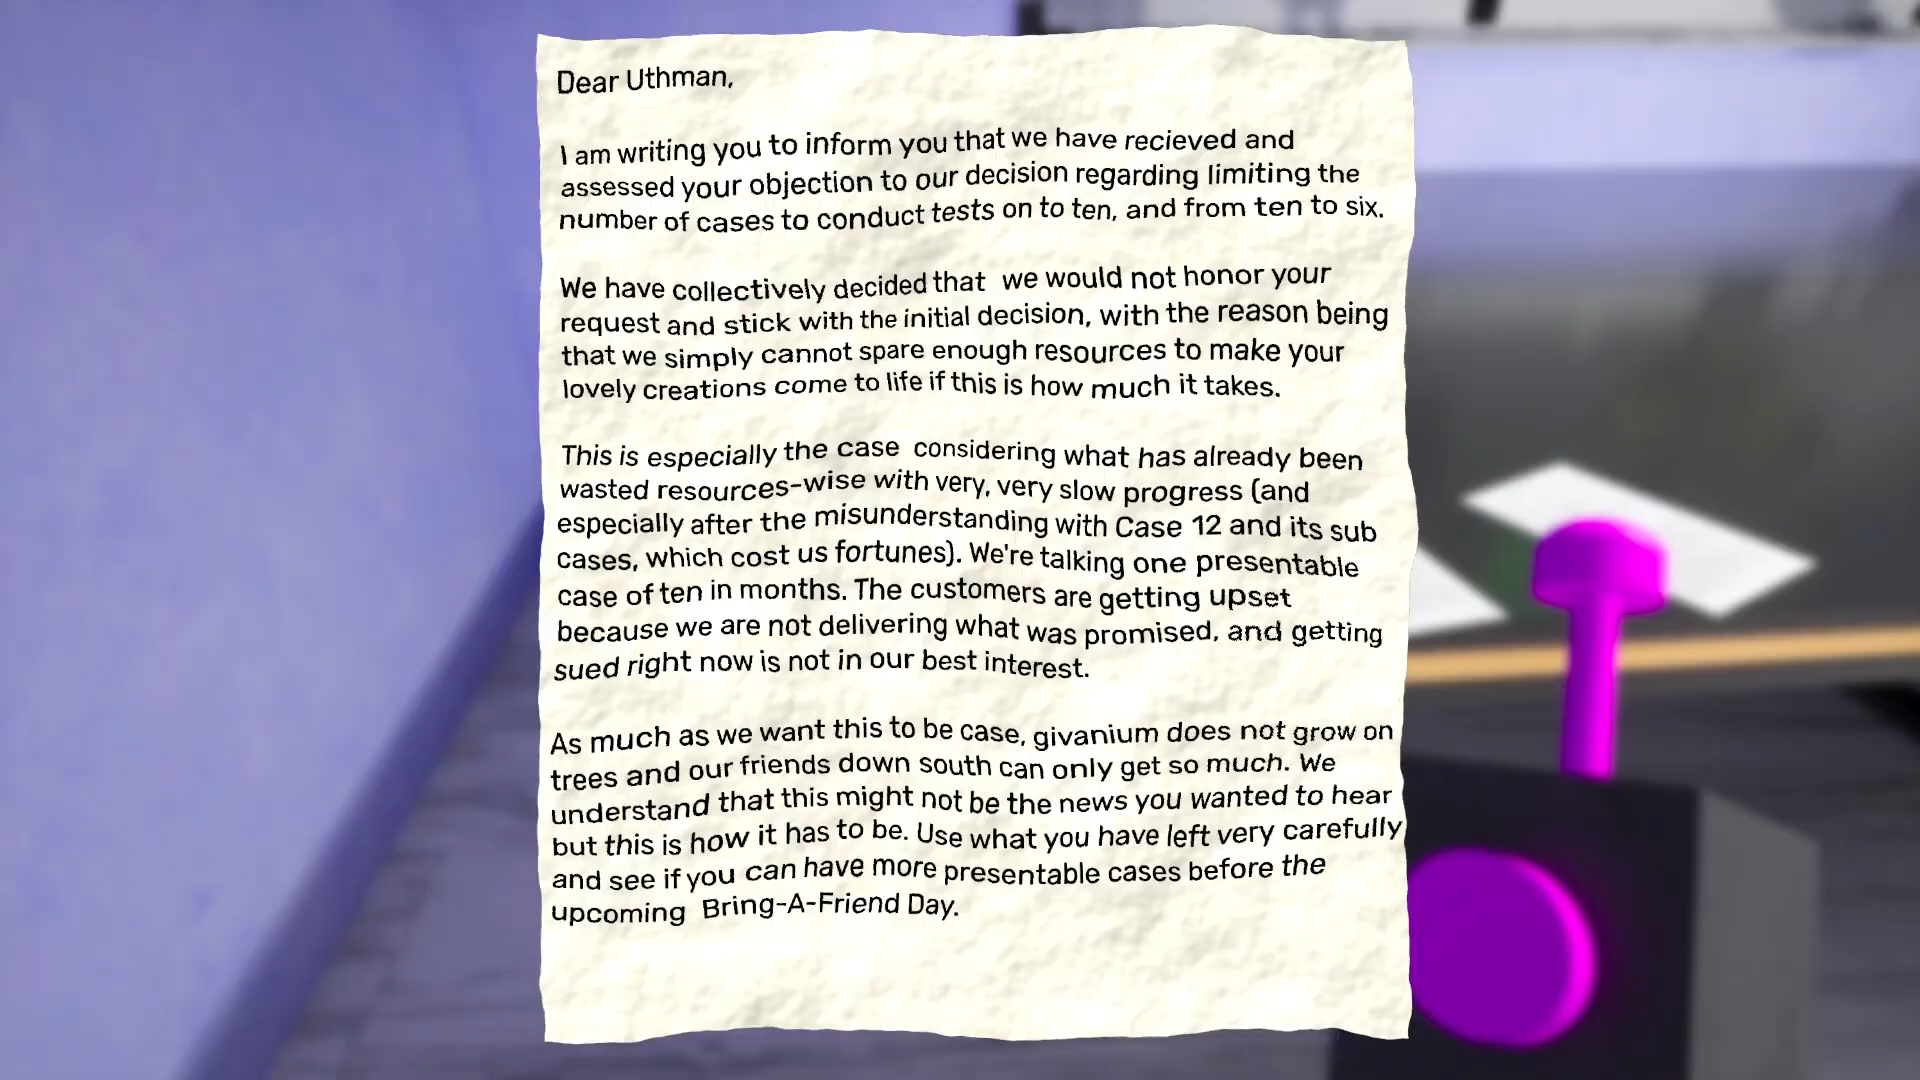 Dear Uthman,
I am writing you to inform you that we have recieved and
assessed your objection to our decision regarding limiting the
number of cases to conduct tests on to ten, and from ten to six.
We have collectively decided that we would not honor your
request and stick with the initial decision, with the reason being
that we simply cannot spare enough resources to make your
lovely creations come to life if this is how much it takes.
This is especially the case considering what has already been
wasted resources-wise with very, very slow progress (and
especially after the misunderstanding with Case 12 and its sub
cases, which cost us fortunes). We're talking one presentable
case of ten in months. The customers are getting upset
because we are not delivering what was promised, and getting
sued right now is not in our best interest.
As much as we want this to be case, givanium does not grow on
trees and our friends down south can only get so much. We
understand that this might not be the news you wanted to hear
but this is how it has to be. Use what you have left very carefully
and see if you can have more presentable cases before the
upcoming Bring-A-Friend Day.